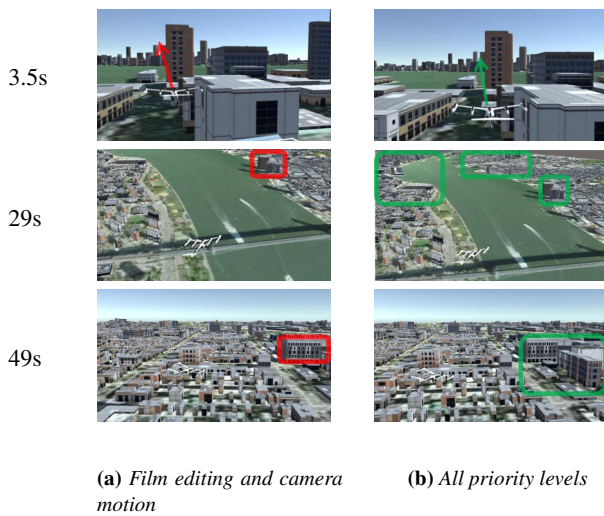 3.5s
29s
49s
(a) Film editing and camera
motion
(b) All priority levels